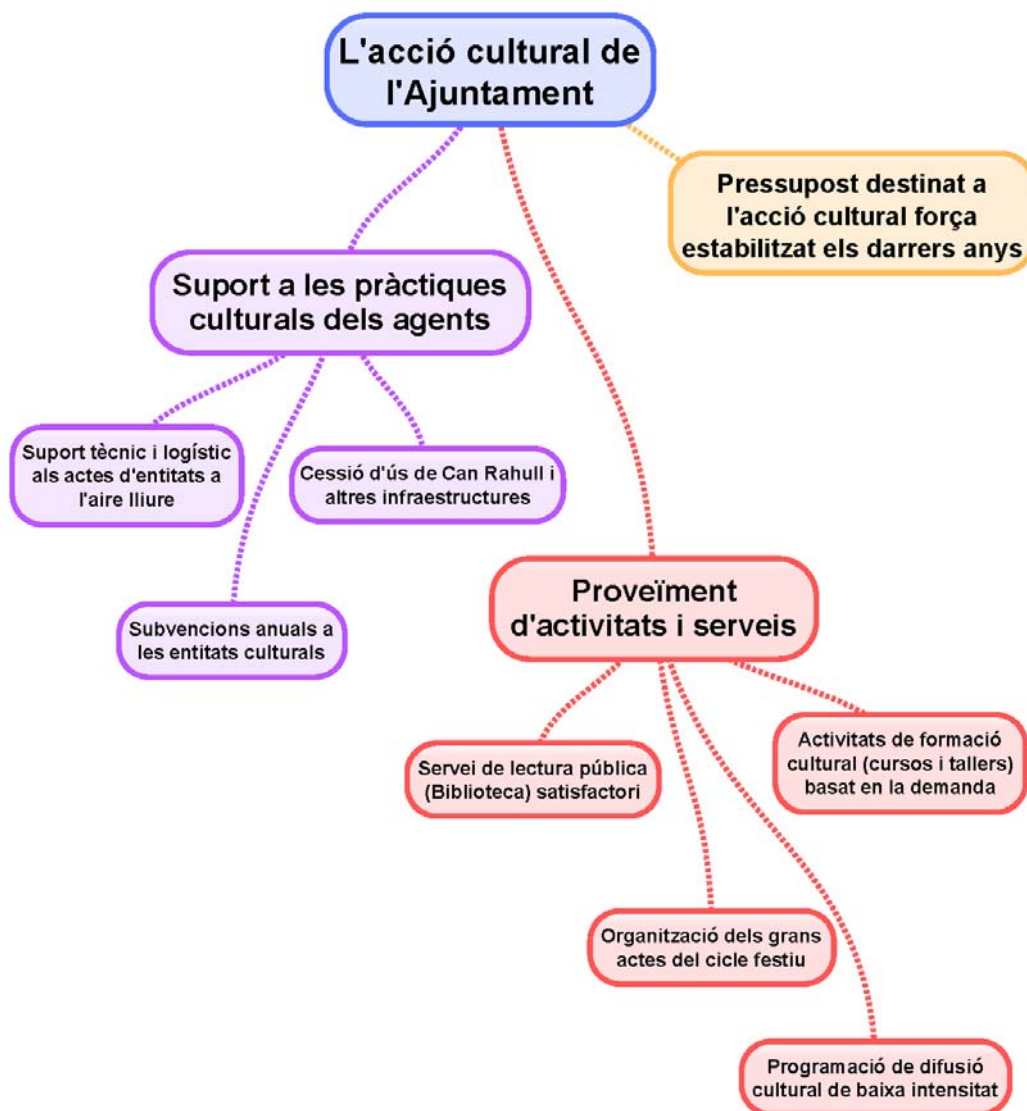 L'acció cultural de
l'Ajuntament
Pressupost destinat a
l'acció cultural força
estabilitzat els darrers anys
Suport a les pràctiques
culturals dels agents
Suport tècnic i logístic
als actes d'entitats a
l'aire lliure
Cessió d'ús de Can Rahull i
altres infraestructures
Subvencions anuals a
les entitats culturals
Proveïment
d'activitats i serveis
Servei de lectura pública
(Biblioteca) satisfactori
Activitats de formació
cultural (cursos i tallers)
basat en la demanda
Organització dels grans
actes del cicle festiu
Programació de difusió
cultural de baixa intensitat